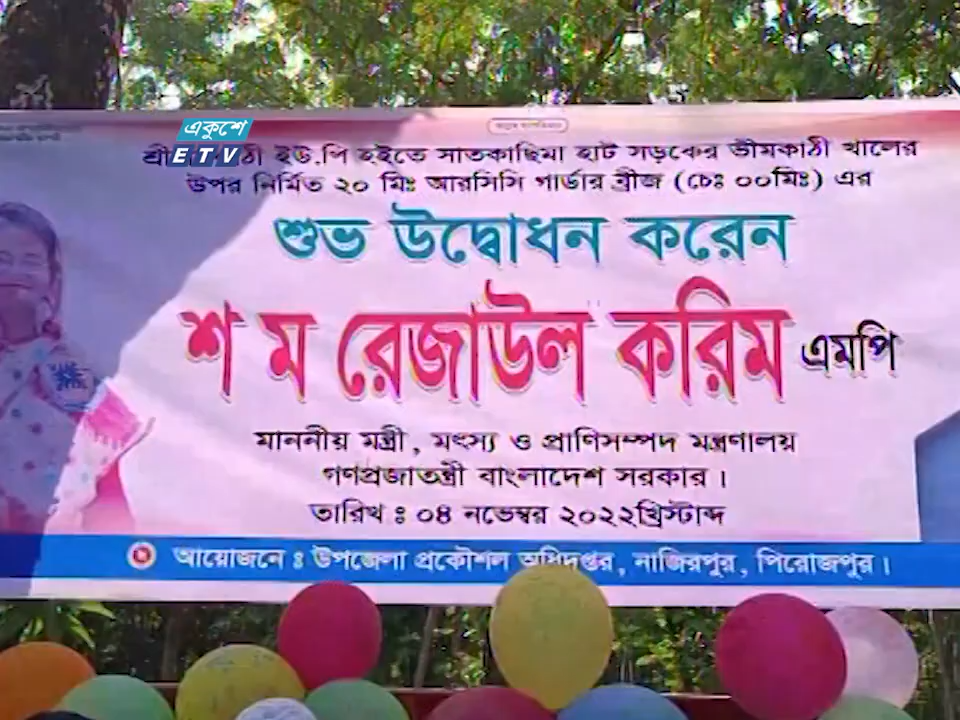 একুশে
ETV
ইউ.পি হইতে সাতকাছিমা হাট সড়কের ভীমকাঠী খালের
উপর নির্মিত ২০ মিঃ আরসিসি গার্ডার ব্রীজ (চেঃ ০০মিঃ) এর
শুভ উদ্বোধন করেন
শ ম রেজাউল করিম এমপি
মাননীয় মন্ত্রী, মৎস্য ও প্রাণিসম্পদ মন্ত্রণালয়
গণপ্রজাতন্ত্রী বাংলাদেশ সরকার।
তারিখ ঃ ০৪ নভেম্বর ২০২২খ্রিস্টাব্দ
আয়োজনে ঃ উপজেলা প্রকৌশল অধিদপ্তর, নাজিরপুর, পিরোজপুর।